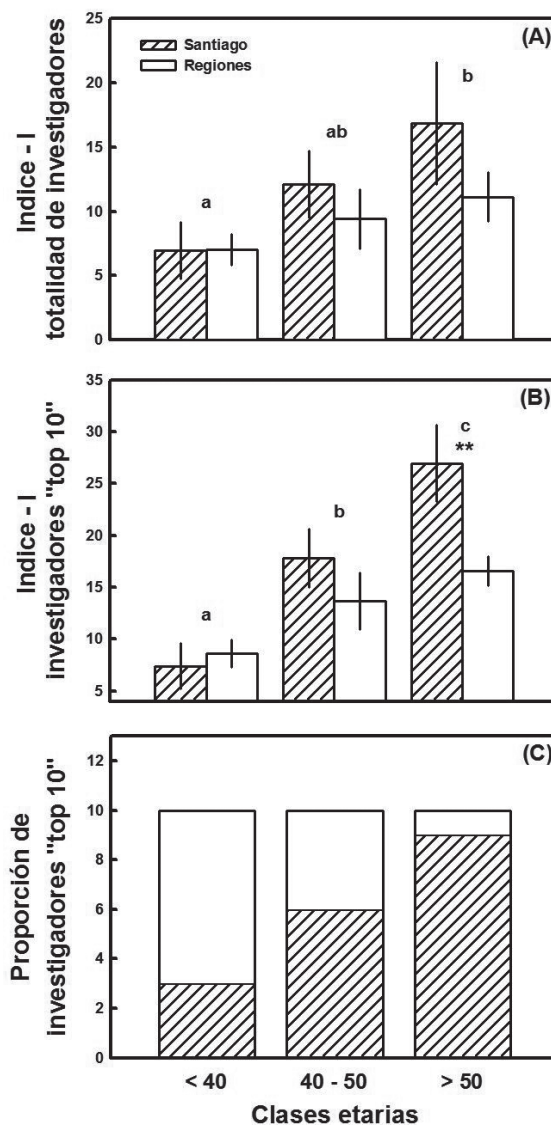 (A)
Santiago
Regiones
Indice - I
totalidad de investigadores
25
20
15
10
5
0
a
ab
b
(B)
Indice - I
investigadores "top 10"
35
30
25
20
15
10
5
a
b
c
**
(C)
Proporción de
investigadores "top 10"
12
10
8
6
4
2
0
< 40
40 - 50
> 50
Clases etarias